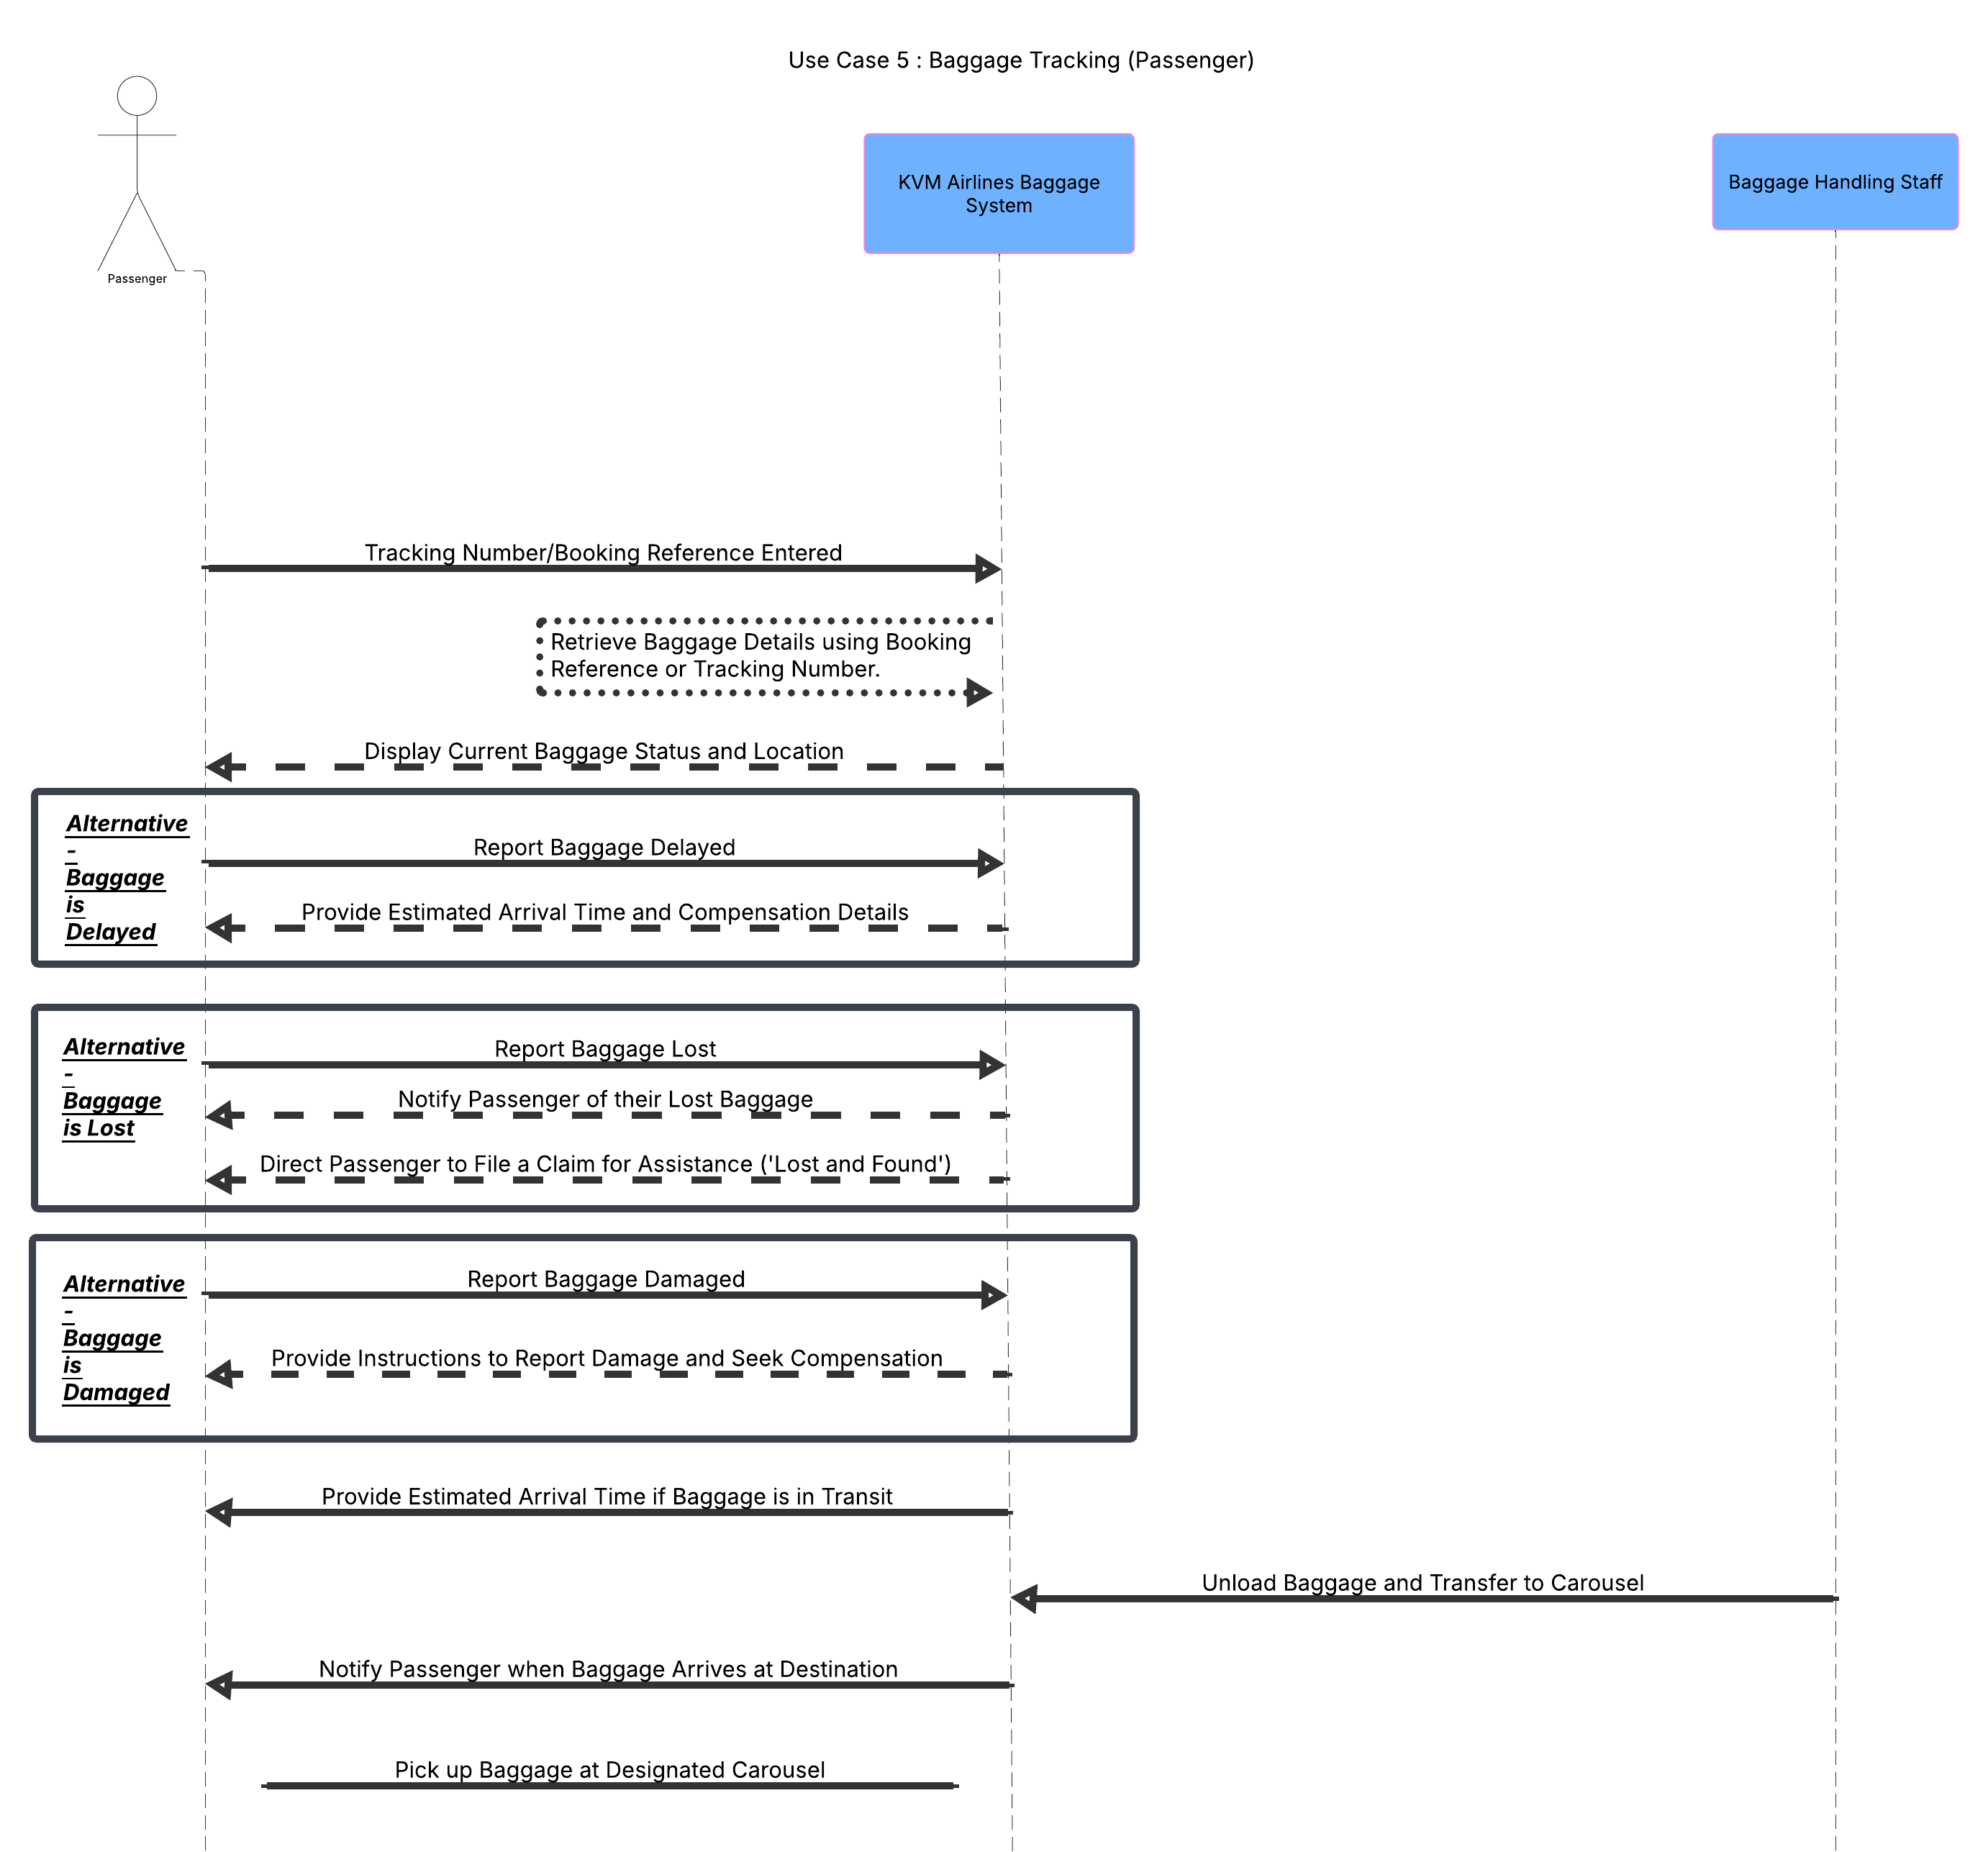 Use Case 5 : Baggage Tracking (Passenger)
KVM Airlines Baggage
System
Baggage Handling Staff
Passenger
Tracking Number/Booking Reference Entered
Retrieve Baggage Details using Booking
Reference or Tracking Number.
Display Current Baggage Status and Location
Alternative
-
Baggage
is
Delayed
Report Baggage Delayed
Provide Estimated Arrival Time and Compensation Details
Alternative
-
Baggage
is Lost
Report Baggage Lost
Notify Passenger of their Lost Baggage
Direct Passenger to File a Claim for Assistance ('Lost and Found')
Alternative
-
Baggage
is
Damaged
Report Baggage Damaged
Provide Instructions to Report Damage and Seek Compensation
Provide Estimated Arrival Time if Baggage is in Transit
Unload Baggage and Transfer to Carousel
Notify Passenger when Baggage Arrives at Destination
Pick up Baggage at Designated Carousel